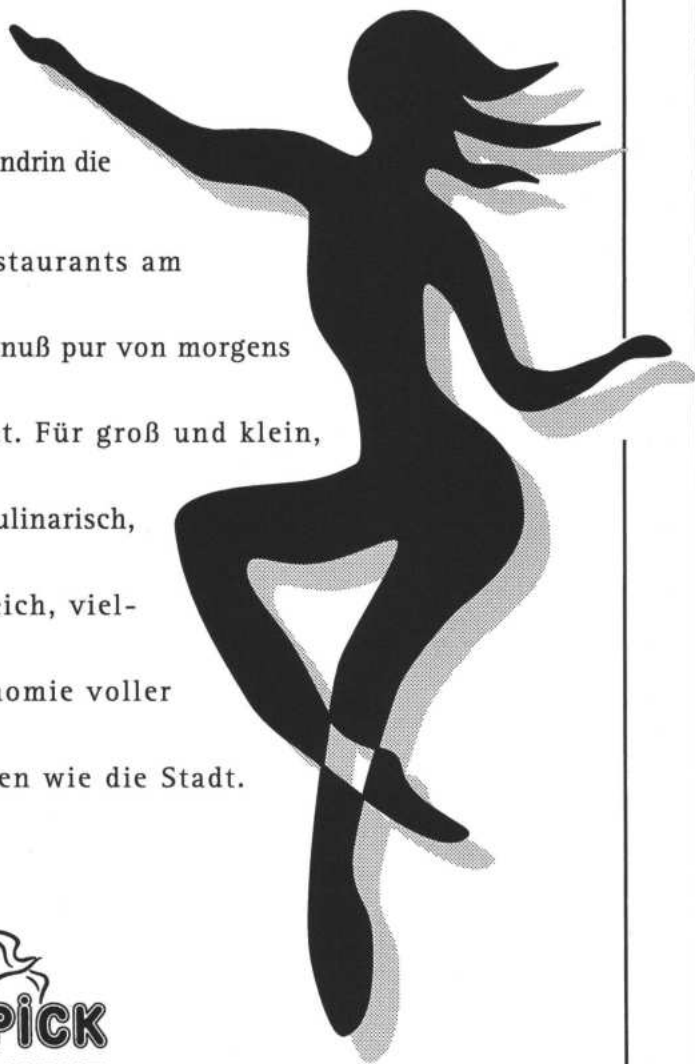 ndrin die
staurants am
nuß pur von morgens
t. Für groß und klein,
ulinarisch,
eich, viel-
nomie voller
en wie die Stadt.
PiCK